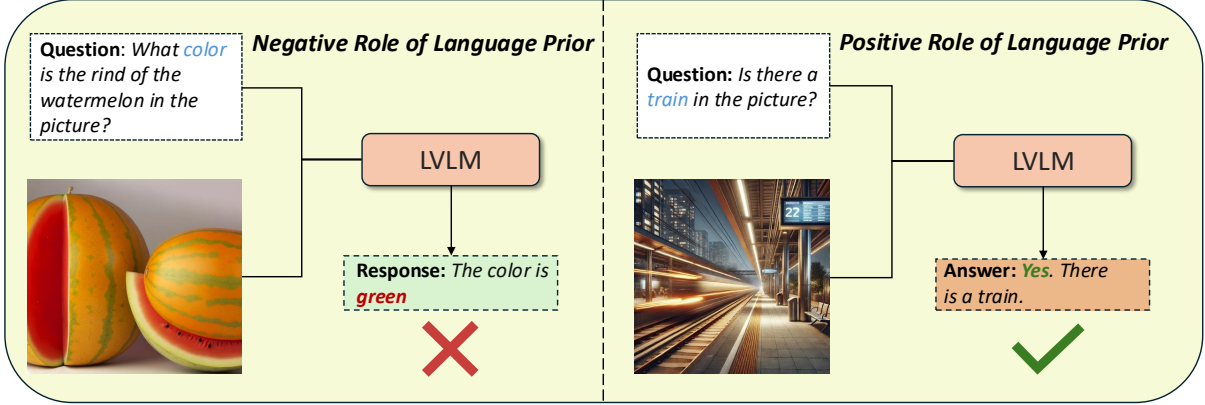 Negative Role of Language Prior
Question: What color
is the rind of the
watermelon in the
picture?
LVLM
Response: The color is
green
Positive Role of Language Prior
Question: Is there a
train in the picture?
LVLM
22
Answer: Yes. There
is a train.